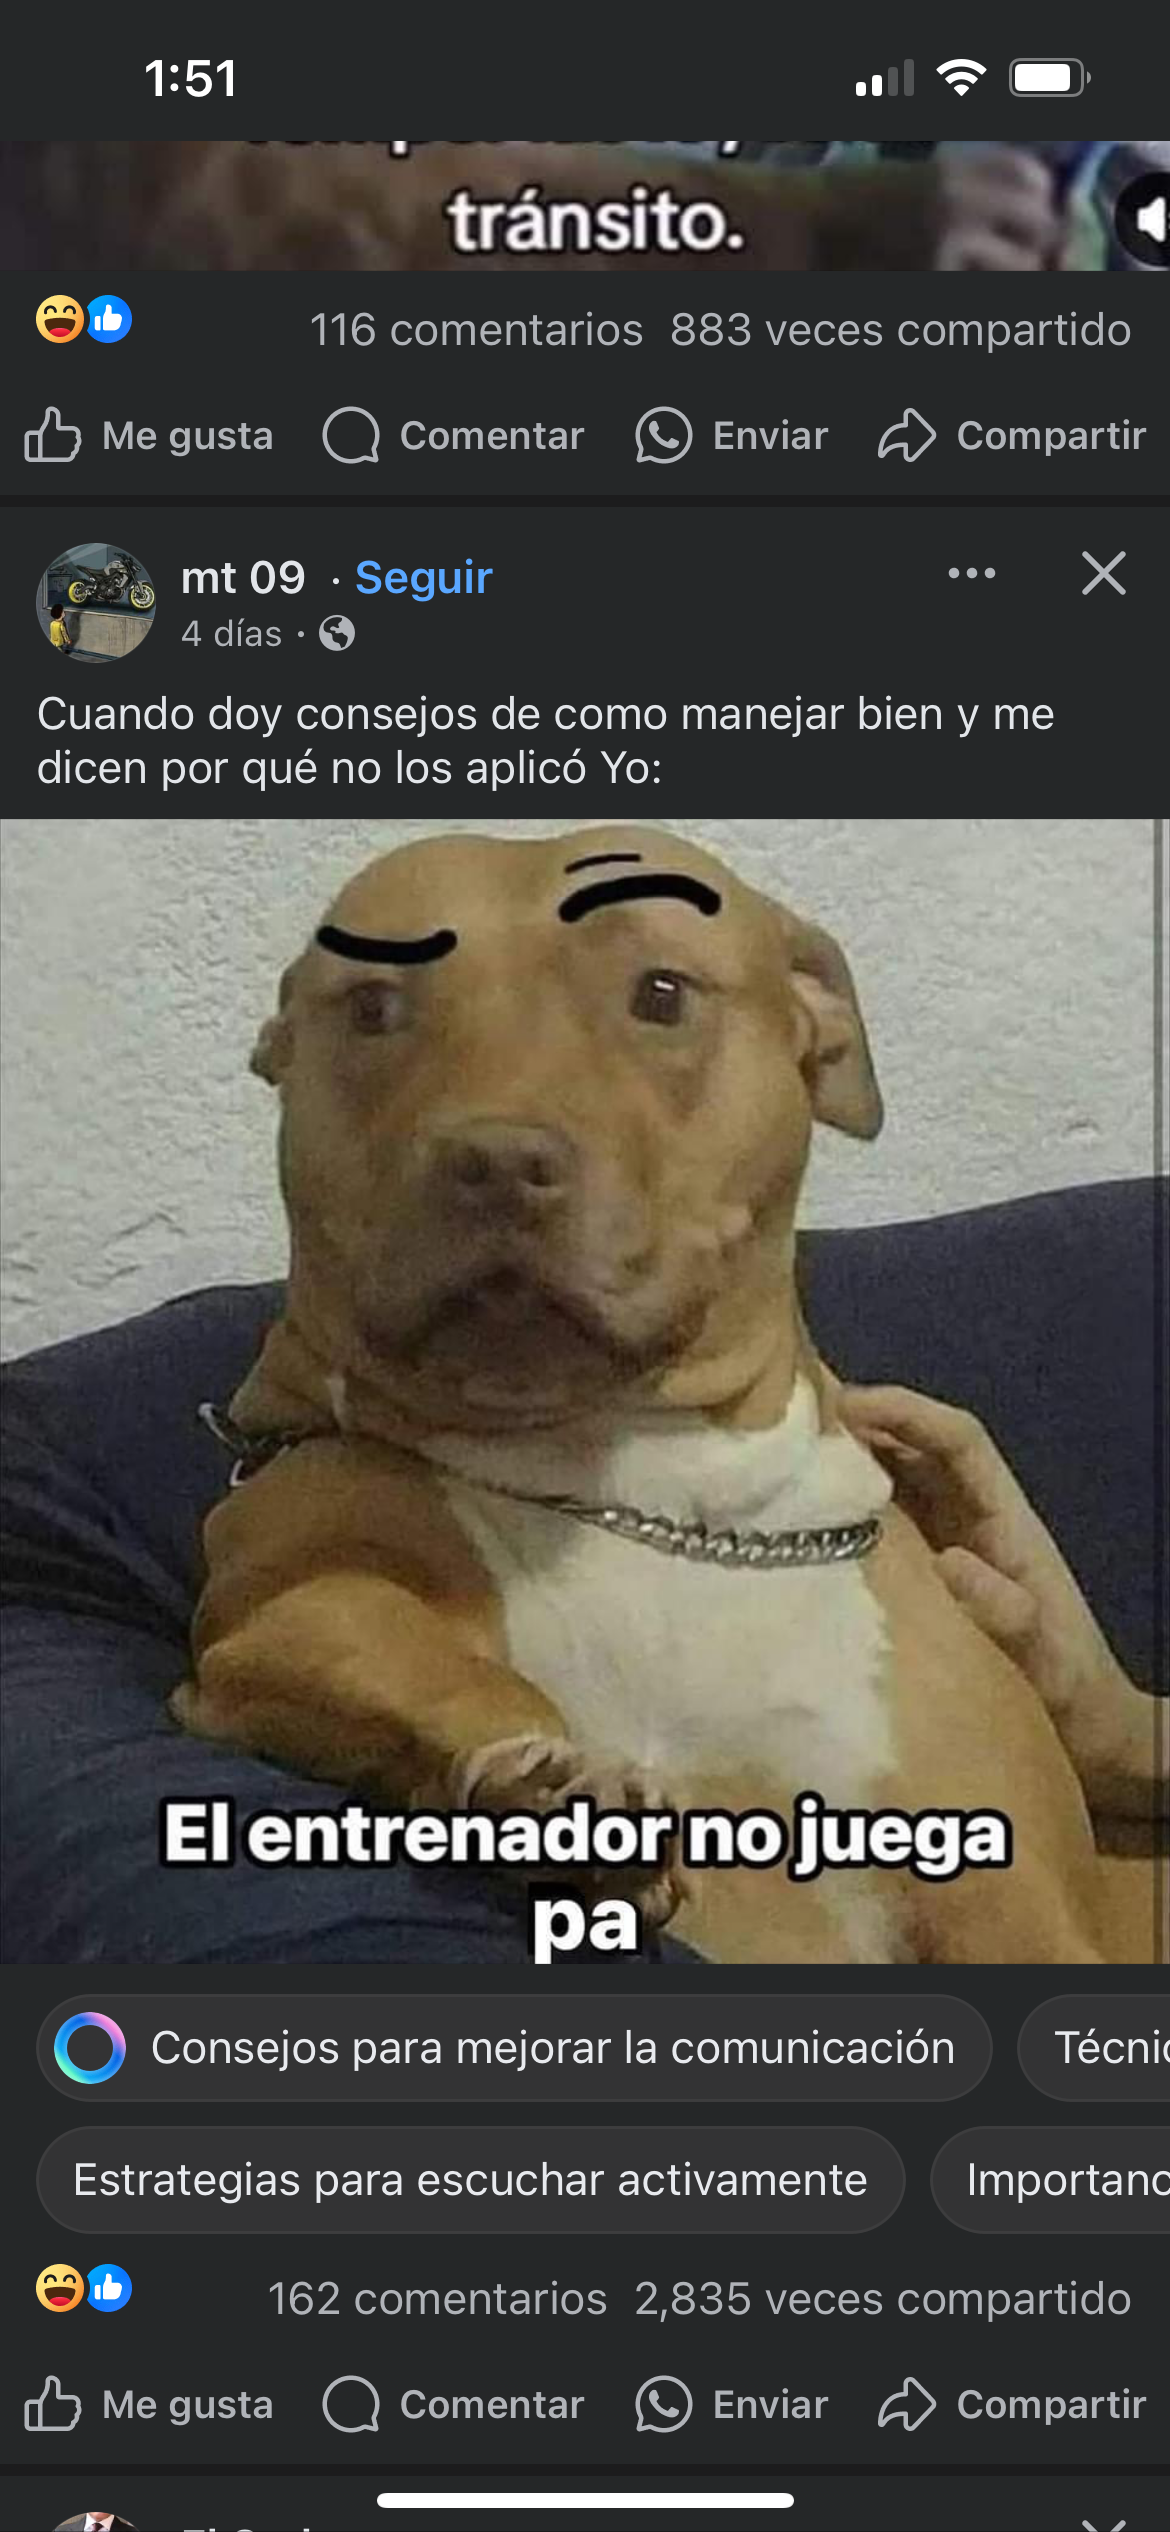 1:51
tránsito.
116 comentarios 883 veces compartido
Me gusta Comentar Enviar Compartir
mt 09 · Seguir
4 días ·
Cuando doy consejos de como manejar bien y me
dicen por qué no los aplicó Yo:
El entrenador no juega
pa
Consejos para mejorar la comunicación
Estrategias para escuchar activamente
162 comentarios 2,835 veces compartido
Me gusta Comentar Enviar Compartir